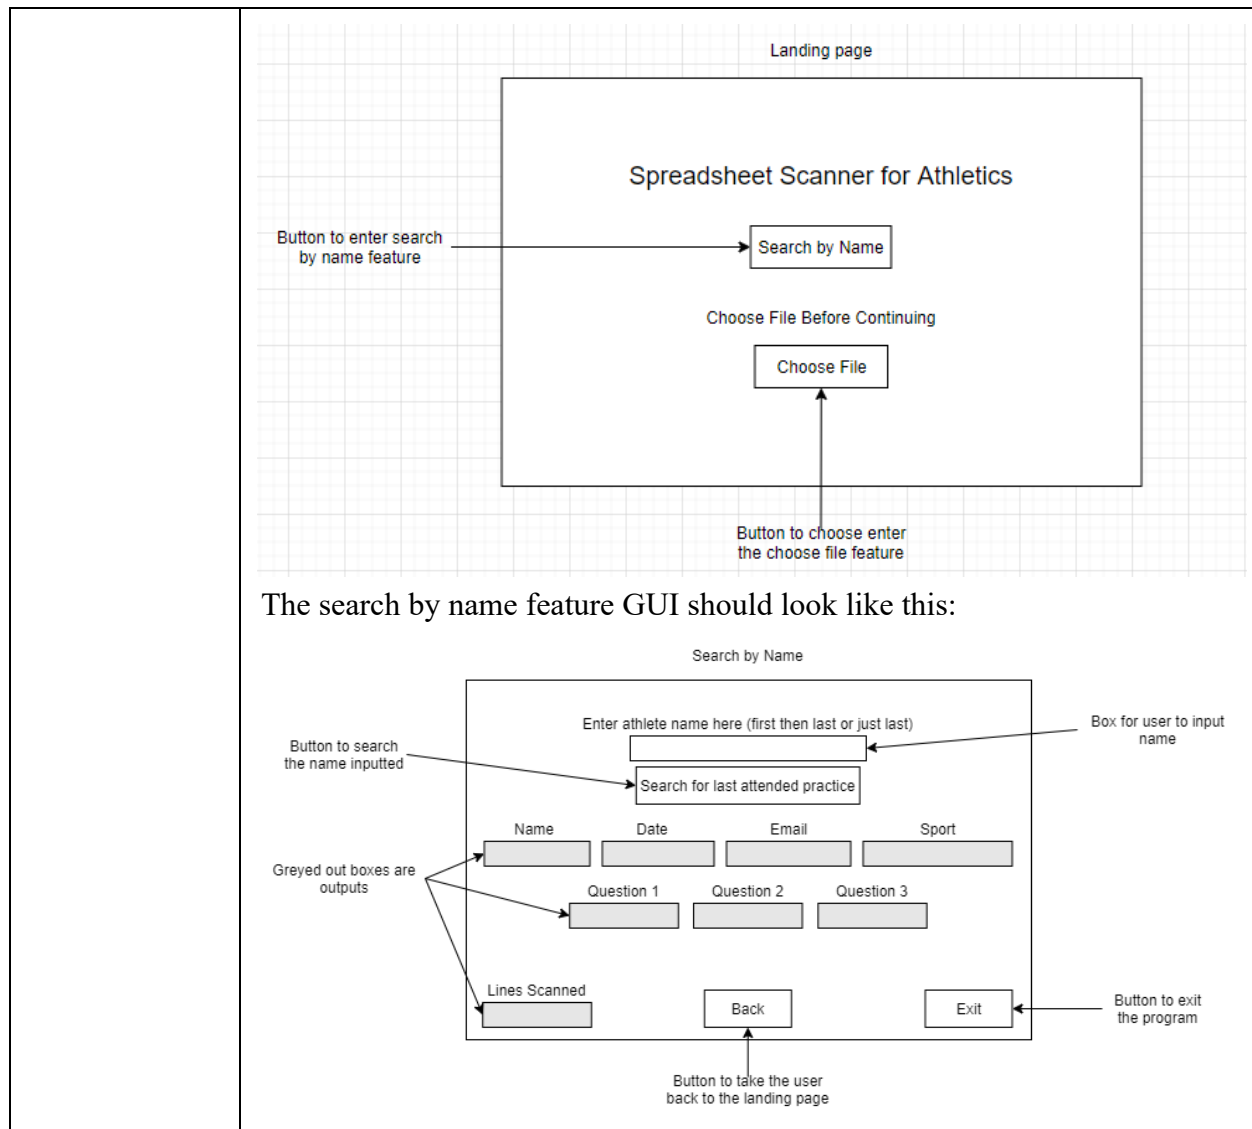 Landing page
Spreadsheet Scanner for Athletics
Button to enter search
by name feature
Search by Name
Choose File Before Continuing
Choose File
Button to choose enter
the choose file feature
The search by name feature GUI should look like this:
Search by Name
Enter athlete name here (first then last or just last)
Box for user to input
name
Button to search
the name inputted
Search for last attended practice
Name Date Email Sport
Greyed out boxes are
outputs
Question 1 Question 2 Question 3
Lines Scanned
Back
Exit
Button to exit
the program
Button to take the user
back to the landing page